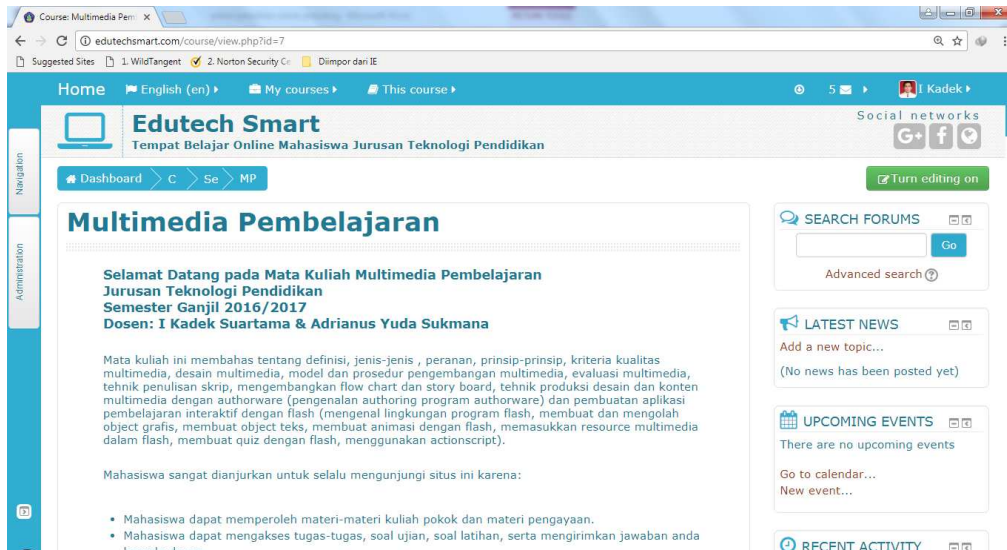 Course: Multimedia Pem
edutechsmart.com/course/view.php?id=7
Suggested Sites 1. WildTangent 2. Norton Security Ce Diimpor dari IE
Home English (en) My courses This course 5 I Kadek
Edutech Smart
Tempat Belajar Online Mahasiswa Jurusan Teknologi Pendidikan
Social networks
G+ f
Navigation
Administration
Dashboard C Se MP
Turn editing on
Multimedia Pembelajaran
Selamat Datang pada Mata Kuliah Multimedia Pembelajaran
Jurusan Teknologi Pendidikan
Semester Ganjil 2016/2017
Dosen: I Kadek Suartama & Adrianus Yuda Sukmana
Mata kuliah ini membahas tentang definisi, jenis-jenis , peranan, prinsip-prinsip, kriteria kualitas
multimedia, desain multimedia, model dan prosedur pengembangan multimedia, evaluasi multimedia,
tehnik penulisan skrip, mengembangkan flow chart dan story board, tehnik produksi desain dan konten
multimedia dengan authorware (pengenalan authoring program authorware) dan pembuatan aplikasi
pembelajaran interaktif dengan flash (mengenal lingkungan program flash, membuat dan mengolah
object grafis, membuat object teks, membuat animasi dengan flash, memasukkan resource multimedia
dalam flash, membuat quiz dengan flash, menggunakan actionscript).
Mahasiswa sangat dianjurkan untuk selalu mengunjungi situs ini karena:
• Mahasiswa dapat memperoleh materi-materi kuliah pokok dan materi pengayaan.
• Mahasiswa dapat mengakses tugas-tugas, soal ujian, soal latihan, serta mengirimkan jawaban anda
SEARCH FORUMS
Go
Advanced search
LATEST NEWS
Add a new topic...
(No news has been posted yet)
UPCOMING EVENTS
There are no upcoming events
Go to calendar...
New event...
RECENT ACTIVITY